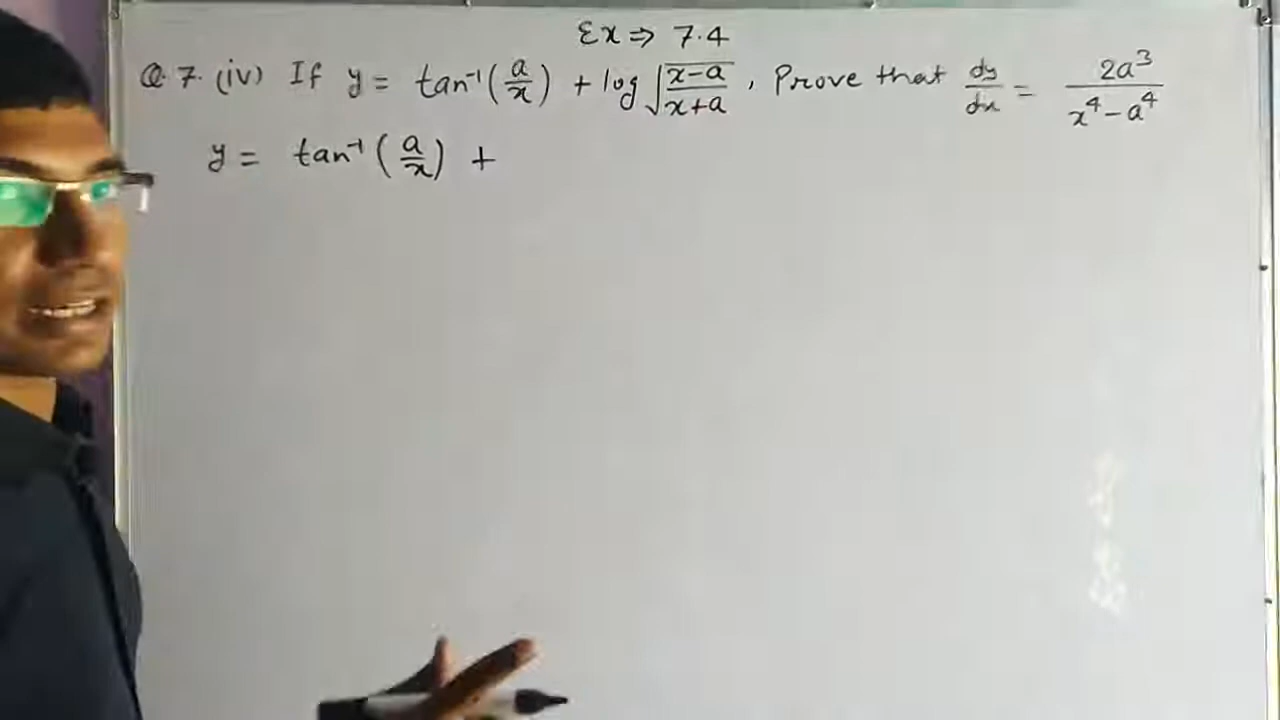 Ex ⇒ 7.4
Q. 7. (iv) If y = tan⁻¹(a/x) + log√((x-a)/(x+a)), Prove that dy/dx = 2a³/(x⁴-a⁴)
y = tan⁻¹(a/x) +